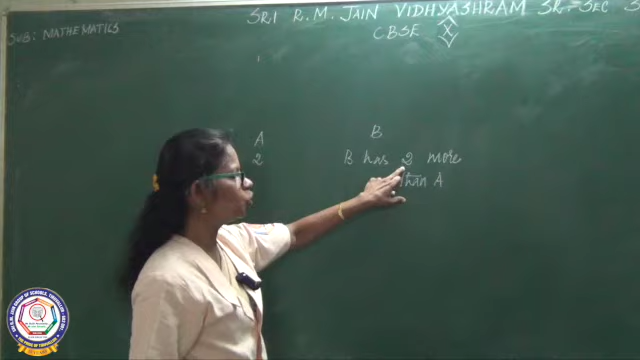 SRI R.M. JAIN VIDHYASHRAM SR. SEC
SUB: MATHEMATICS
CBSE X
A
2
B
B has 2 more
than A